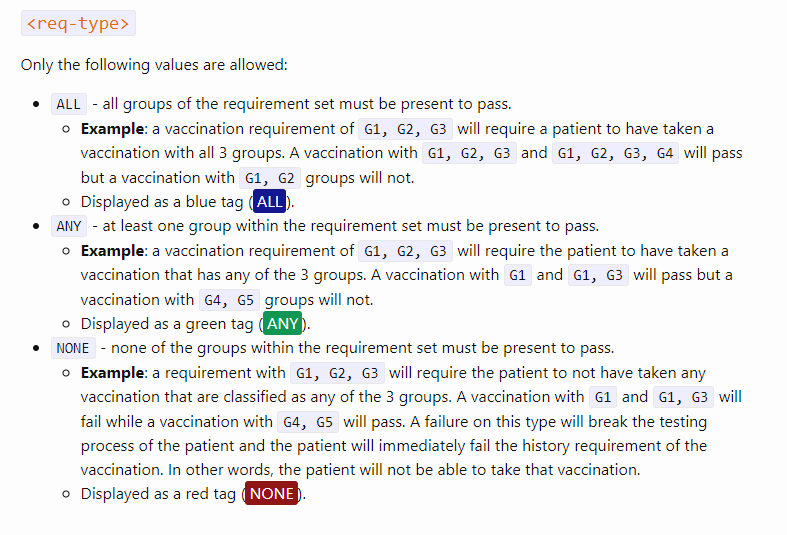 <req-type>
Only the following values are allowed:
• ALL - all groups of the requirement set must be present to pass.
◦ Example: a vaccination requirement of G1, G2, G3 will require a patient to have taken a
vaccination with all 3 groups. A vaccination with G1, G2, G3 and G1, G2, G3, G4 will pass
but a vaccination with G1, G2 groups will not.
◦ Displayed as a blue tag (ALL).
• ANY - at least one group within the requirement set must be present to pass.
◦ Example: a vaccination requirement of G1, G2, G3 will require the patient to have taken a
vaccination that has any of the 3 groups. A vaccination with G1 and G1, G3 will pass but a
vaccination with G4, G5 groups will not.
◦ Displayed as a green tag (ANY).
• NONE - none of the groups within the requirement set must be present to pass.
◦ Example: a requirement with G1, G2, G3 will require the patient to not have taken any
vaccination that are classified as any of the 3 groups. A vaccination with G1 and G1, G3 will
fail while a vaccination with G4, G5 will pass. A failure on this type will break the testing
process of the patient and the patient will immediately fail the history requirement of the
vaccination. In other words, the patient will not be able to take that vaccination.
◦ Displayed as a red tag (NONE).